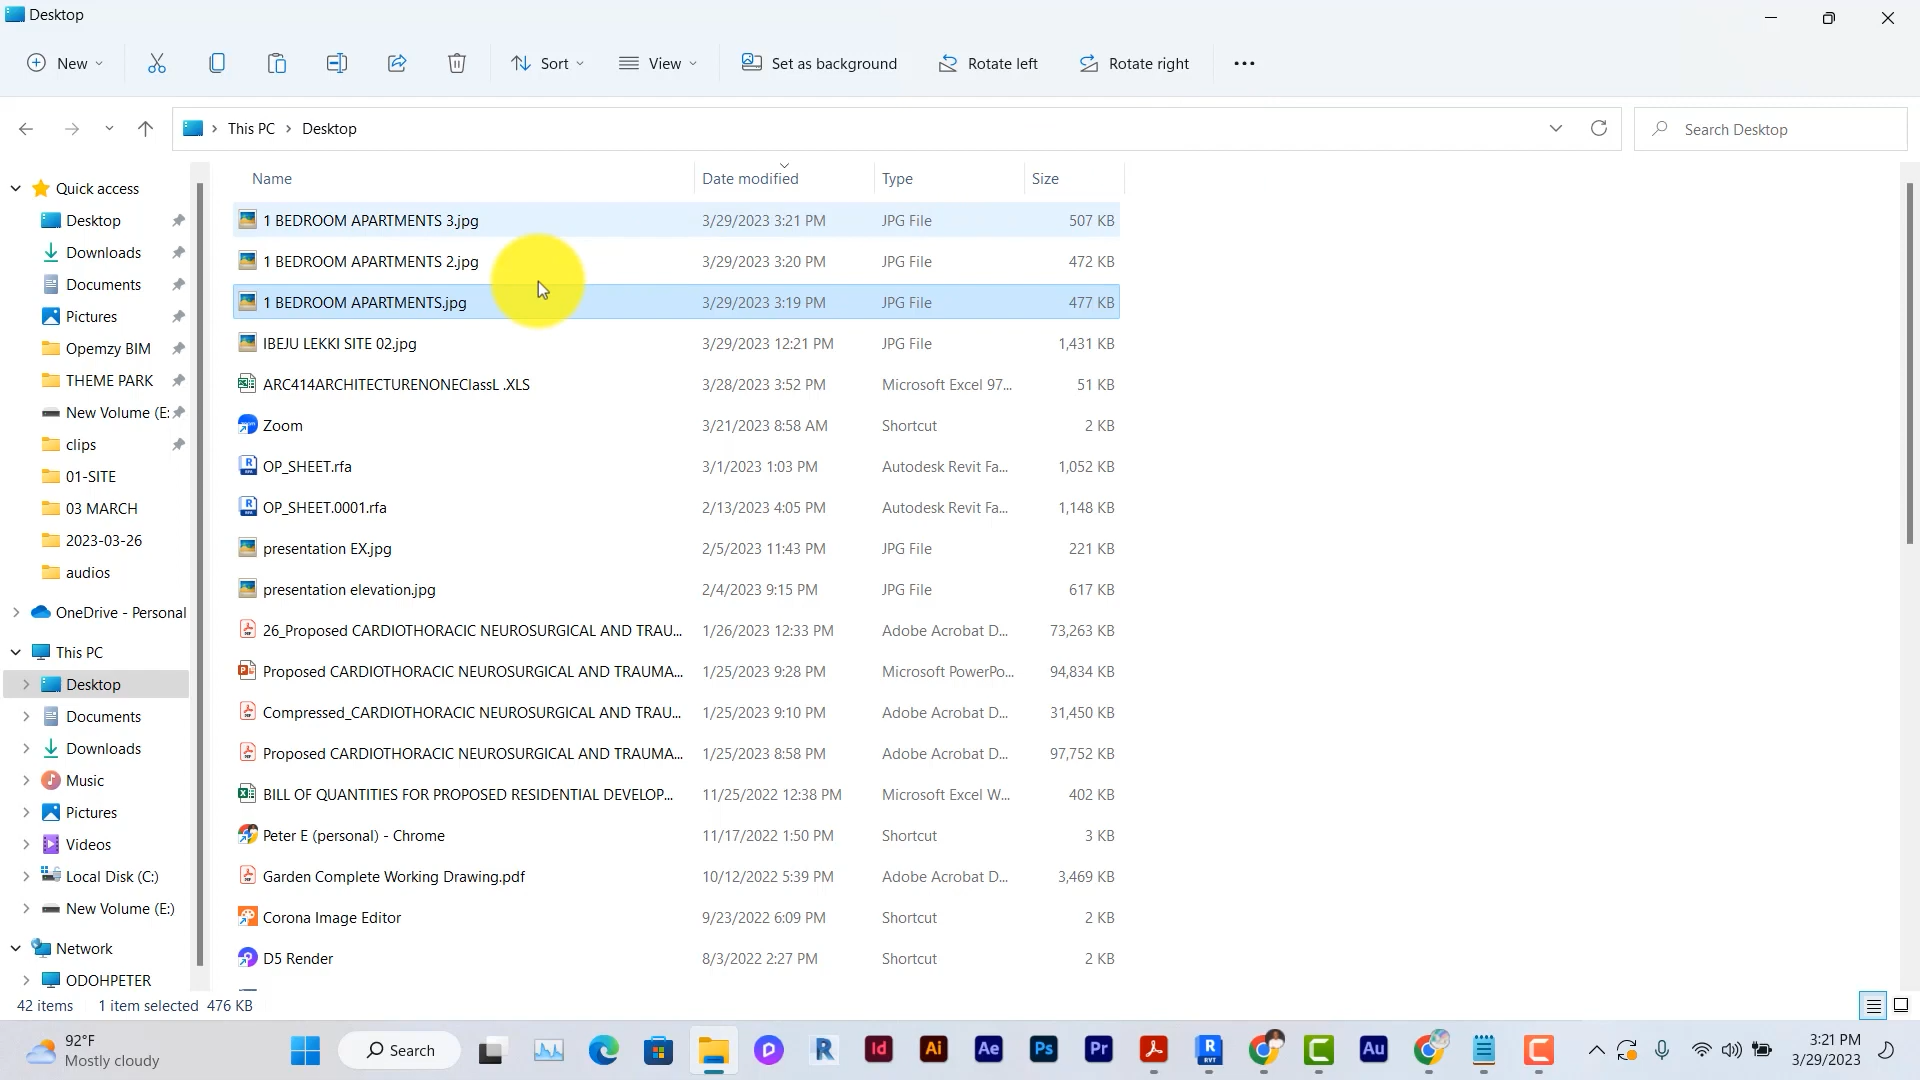 Desktop
New Sort View Set as background Rotate left Rotate right
This PC > Desktop Search Desktop
Name Date modified Type Size
Quick access
Desktop
Downloads
Documents
Pictures
Opemzy BIM
THEME PARK
New Volume (E:
clips
01-SITE
03 MARCH
2023-03-26
audios
OneDrive - Personal
This PC
Desktop
Documents
Downloads
Music
Pictures
Videos
Local Disk (C:)
New Volume (E:)
Network
ODOHPETER
1 BEDROOM APARTMENTS 3.jpg 3/29/2023 3:21 PM JPG File 507 KB
1 BEDROOM APARTMENTS 2.jpg 3/29/2023 3:20 PM JPG File 472 KB
1 BEDROOM APARTMENTS.jpg 3/29/2023 3:19 PM JPG File 477 KB
IBEJU LEKKI SITE 02.jpg 3/29/2023 12:21 PM JPG File 1,431 KB
ARC414ARCHITECTURENONEClassL .XLS 3/28/2023 3:52 PM Microsoft Excel 97... 51 KB
Zoom 3/21/2023 8:58 AM Shortcut 2 KB
OP_SHEET.rfa 3/1/2023 1:03 PM Autodesk Revit Fa... 1,052 KB
OP_SHEET.0001.rfa 2/13/2023 4:05 PM Autodesk Revit Fa... 1,148 KB
presentation EX.jpg 2/5/2023 11:43 PM JPG File 221 KB
presentation elevation.jpg 2/4/2023 9:15 PM JPG File 617 KB
26_Proposed CARDIOTHORACIC NEUROSURGICAL AND TRAU... 1/26/2023 12:33 PM Adobe Acrobat D... 73,263 KB
Proposed CARDIOTHORACIC NEUROSURGICAL AND TRAUMA... 1/25/2023 9:28 PM Microsoft PowerPo... 94,834 KB
Compressed_CARDIOTHORACIC NEUROSURGICAL AND TRAU... 1/25/2023 9:10 PM Adobe Acrobat D... 31,450 KB
Proposed CARDIOTHORACIC NEUROSURGICAL AND TRAUMA... 1/25/2023 8:58 PM Adobe Acrobat D... 97,752 KB
BILL OF QUANTITIES FOR PROPOSED RESIDENTIAL DEVELOP... 11/25/2022 12:38 PM Microsoft Excel W... 402 KB
Peter E (personal) - Chrome 11/17/2022 1:50 PM Shortcut 3 KB
Garden Complete Working Drawing.pdf 10/12/2022 5:39 PM Adobe Acrobat D... 3,469 KB
Corona Image Editor 9/23/2022 6:09 PM Shortcut 2 KB
D5 Render 8/3/2022 2:27 PM Shortcut 2 KB
42 items 1 item selected 476 KB
92°F
Mostly cloudy
Search
R Id Ai Ae Ps Pr R RVT C Au C
3:21 PM
3/29/2023